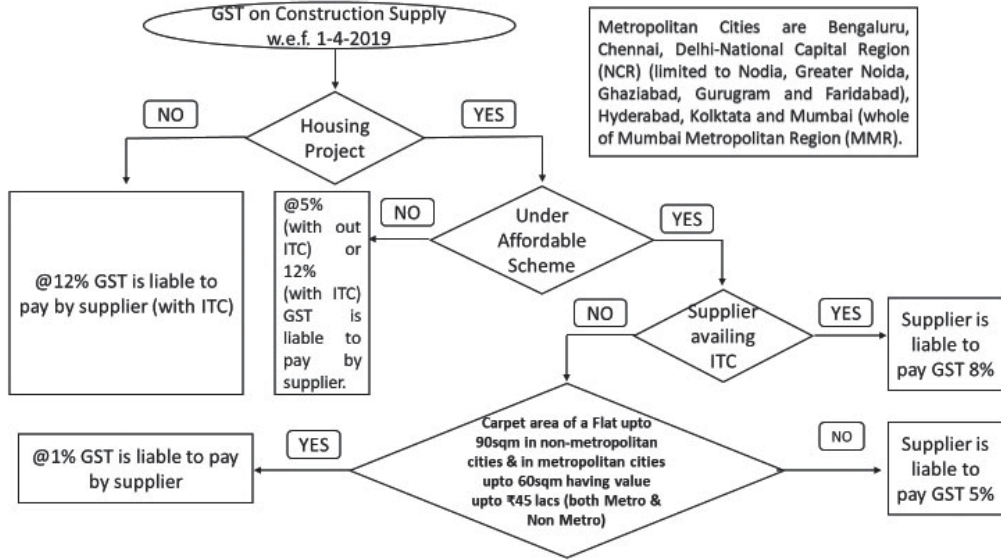 GST on Construction Supply
w.e.f. 1-4-2019
Metropolitan Cities are Bengaluru,
Chennai, Delhi-National Capital Region
(NCR) (limited to Nodia, Greater Noida,
Ghaziabad, Gurugram and Faridabad),
Hyderabad, Kolktata and Mumbai (whole
of Mumbai Metropolitan Region (MMR).
NO
YES
Housing
Project
@12% GST is liable to
pay by supplier (with ITC)
@5%
(with out
ITC) or
12%
(with ITC)
GST is
liable to
pay by
supplier.
NO
Under
Affordable
Scheme
YES
NO
Supplier
availing
ITC
YES
Supplier is
liable to
pay GST 8%
@1% GST is liable to pay
by supplier
YES
Carpet area of a Flat upto
90sqm in non-metropolitan
cities & in metropolitan cities
upto 60sqm having value
upto ₹45 lacs (both Metro &
Non Metro)
NO
Supplier is
liable to
pay GST 5%